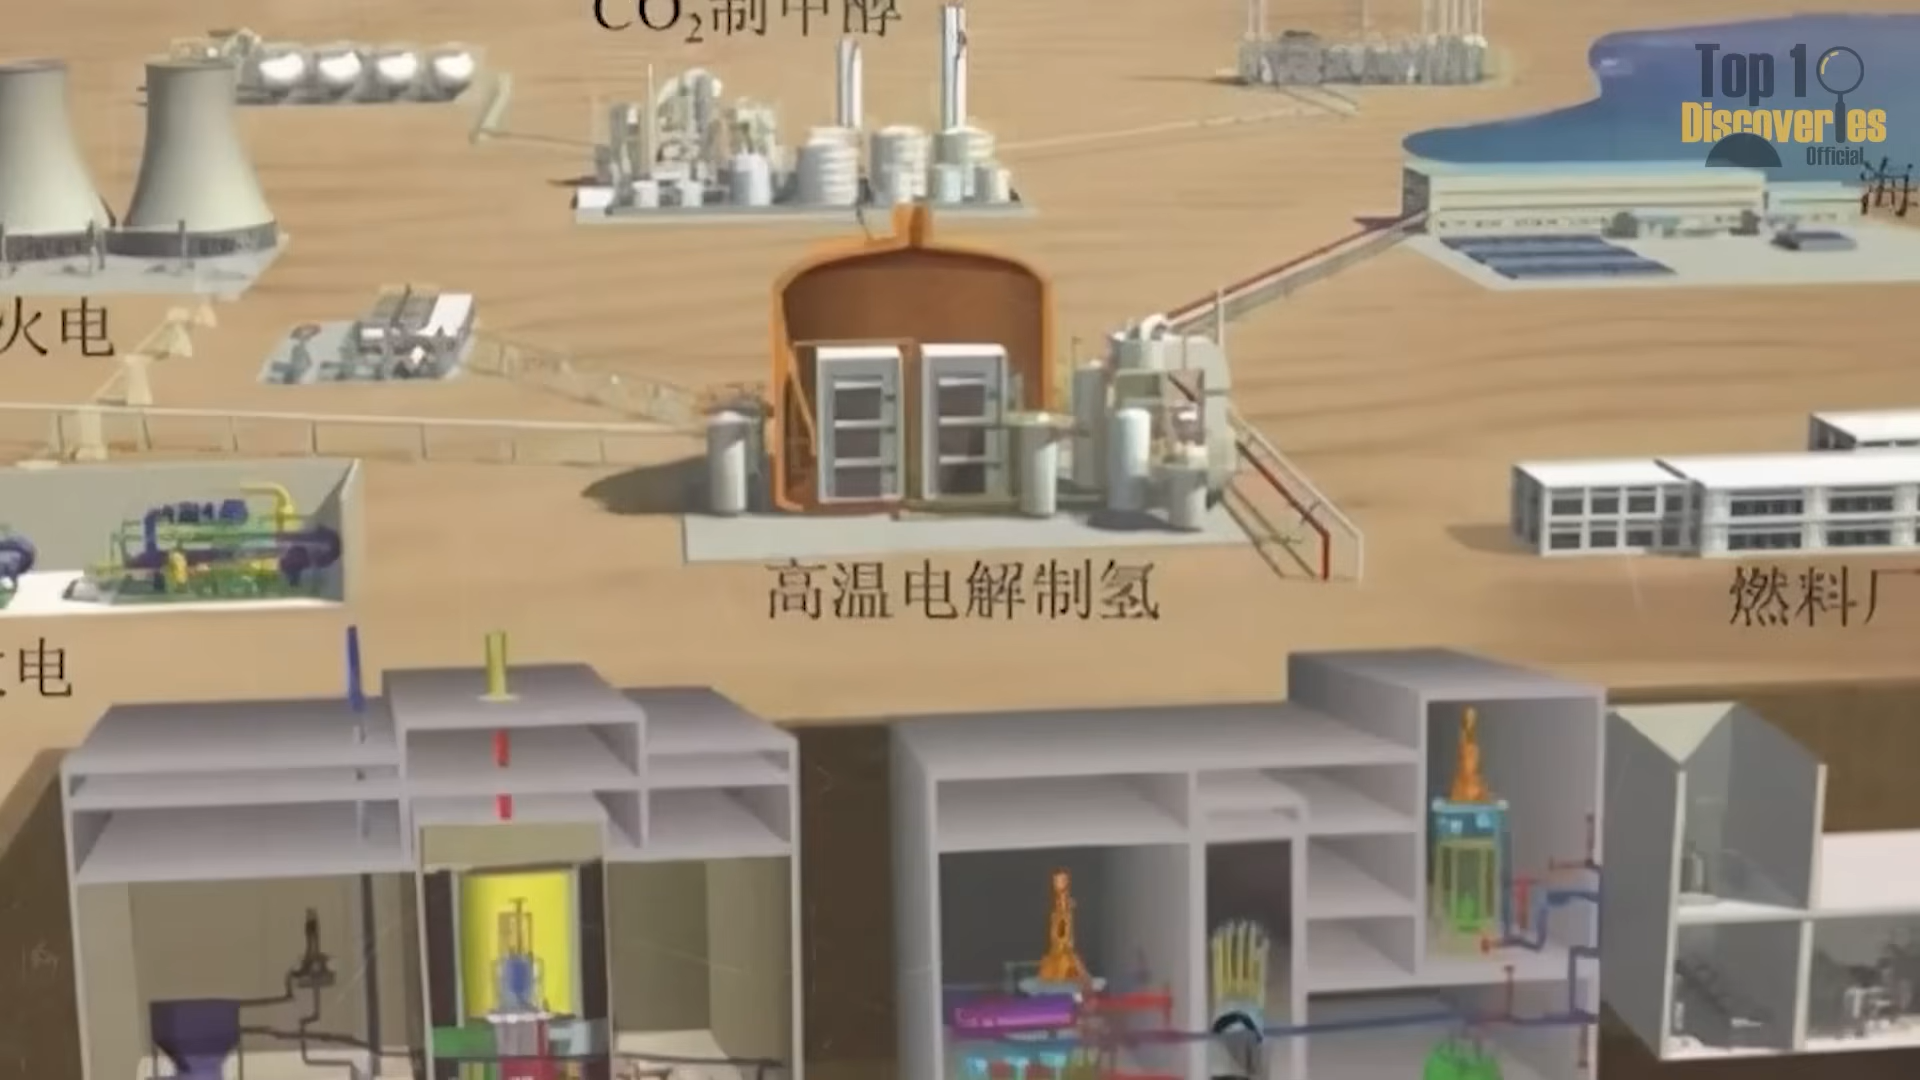 CO₂制甲醇
Top 10
Discoveries
Official
海
火电
高温电解制氢
燃料厂
电